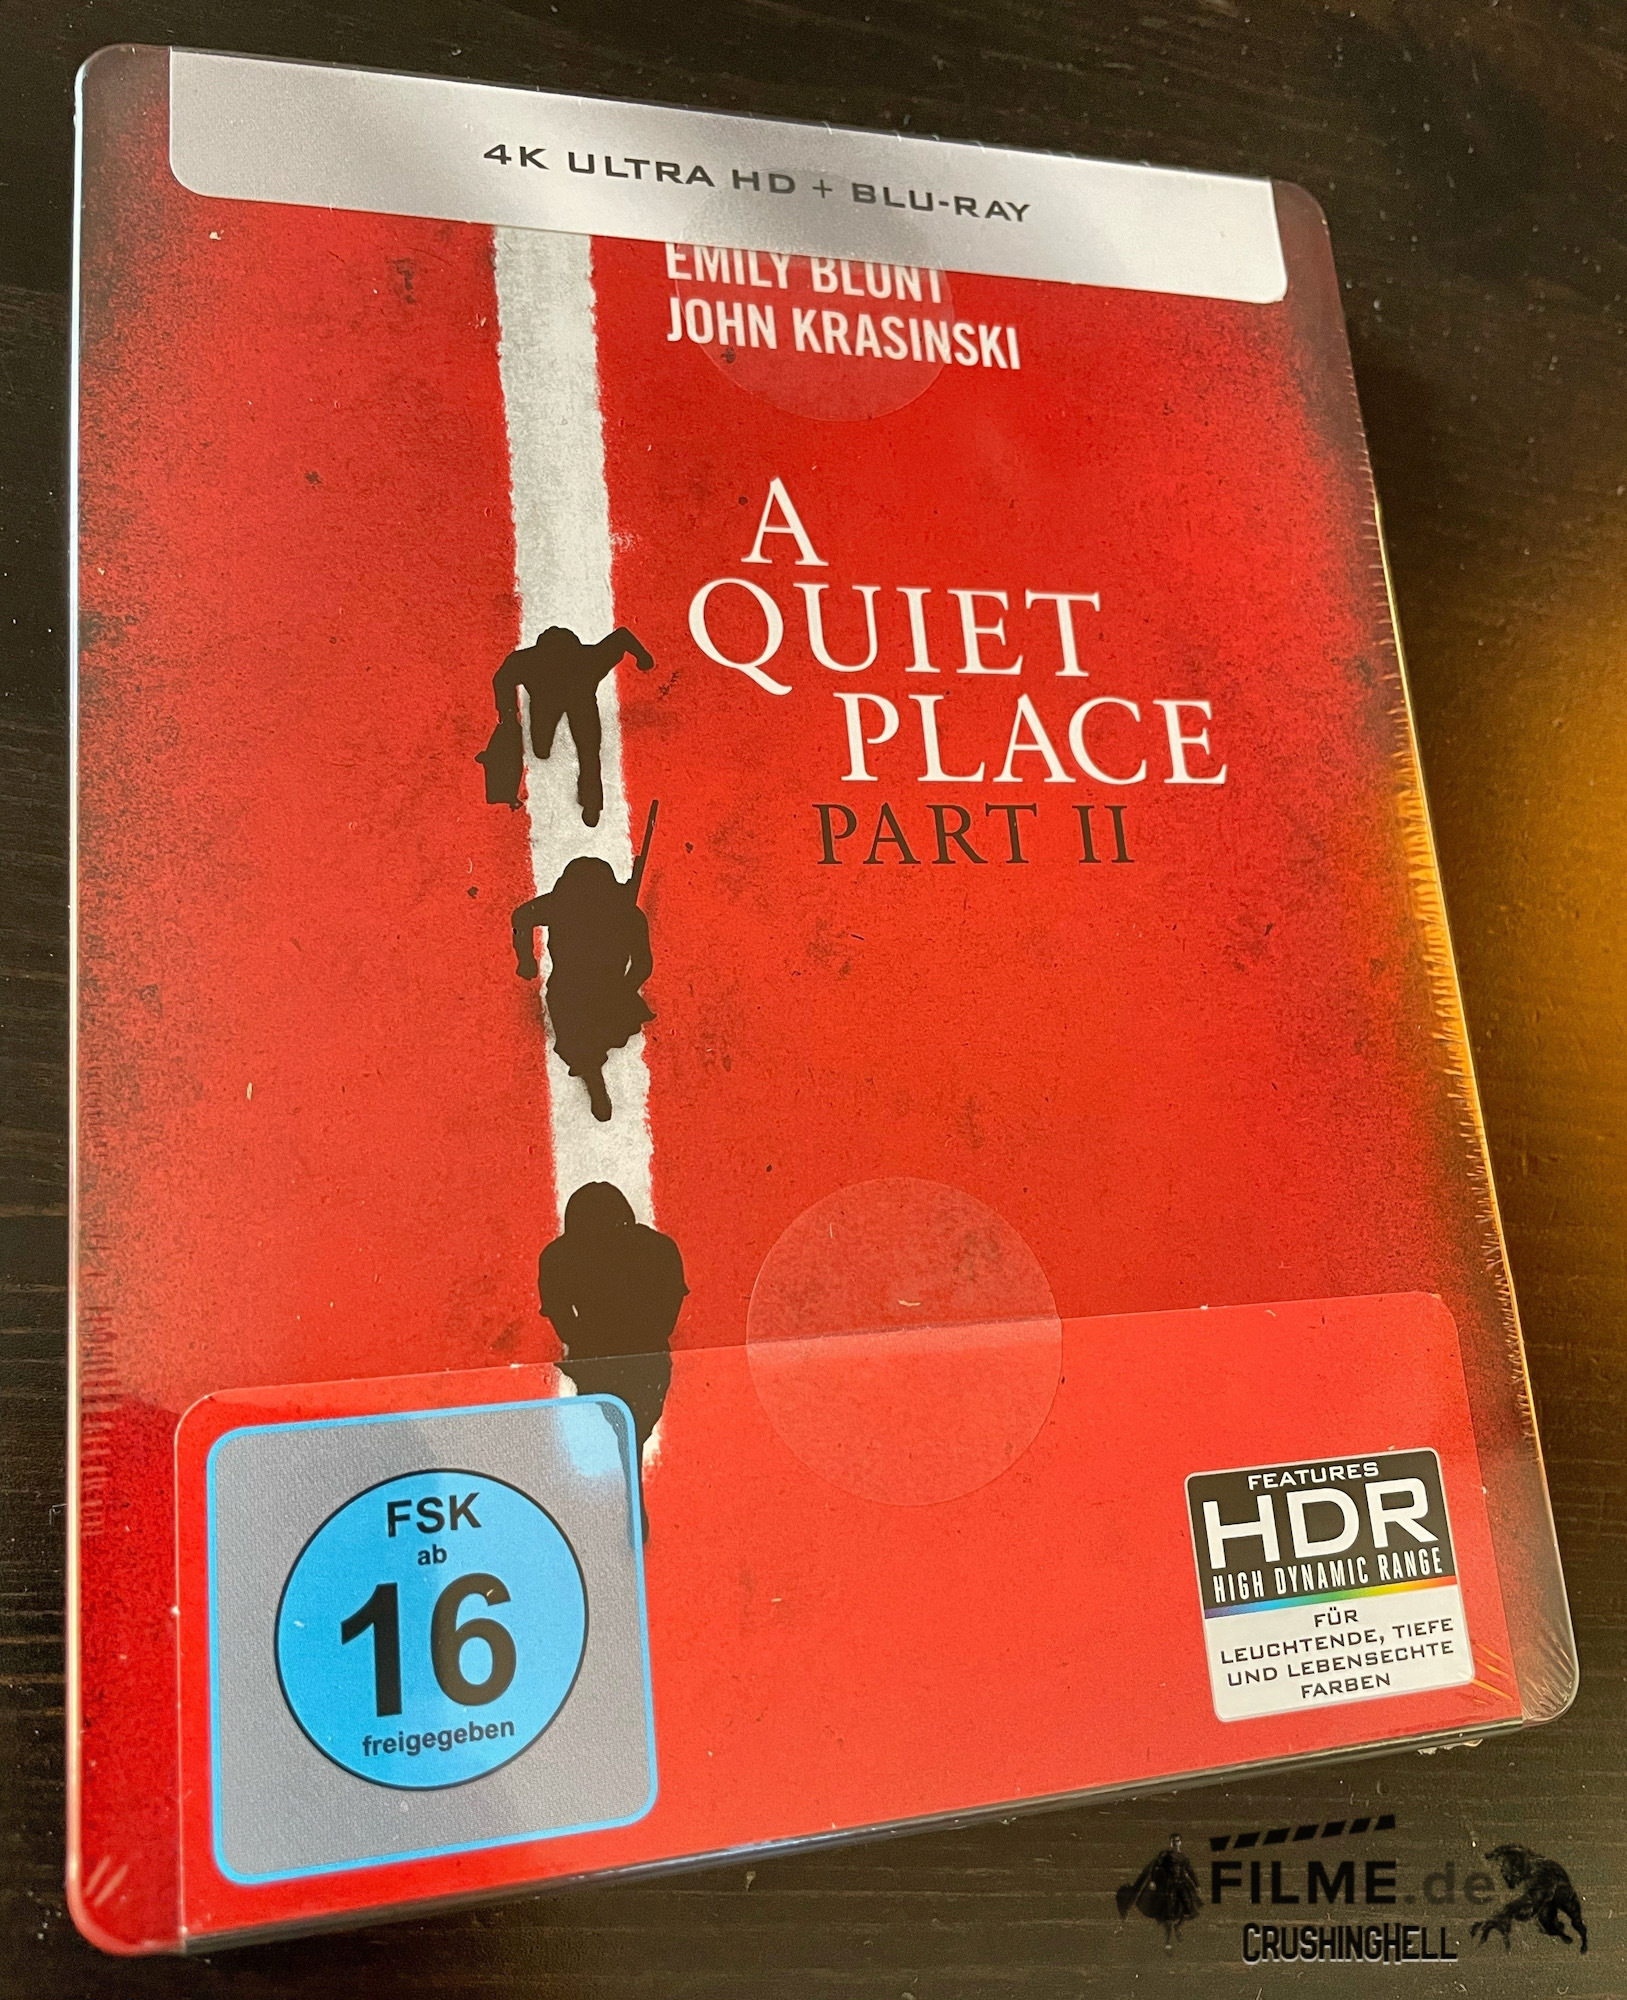 4K ULTRA HD + BLU-RAY
EMILY BLUNT
JOHN KRASINSKI
A
QUIET
PLACE
PART II
FSK
ab
16
freigegeben
FEATURES
HDR
HIGH DYNAMIC RANGE
FÜR
LEUCHTENDE, TIEFE
UND LEBENSECHTE
FARBEN
FILME.de
CRUSHINGHELL